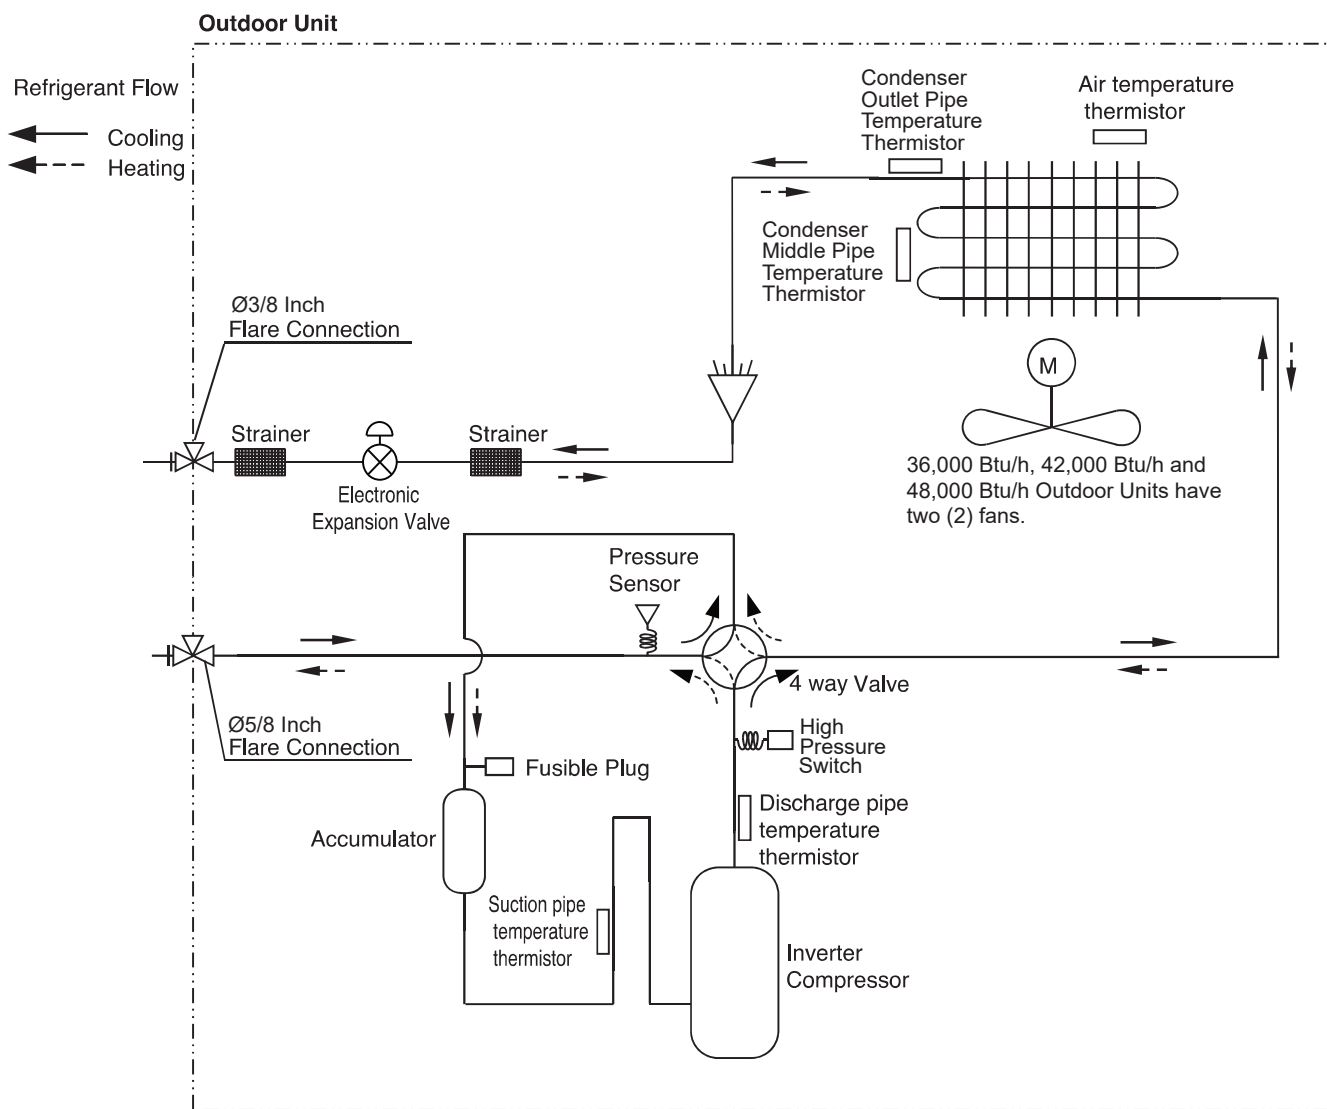 Outdoor Unit
Refrigerant Flow
Cooling
Heating
Condenser
Outlet Pipe
Temperature
Thermistor
Air temperature
thermistor
Condenser
Middle Pipe
Temperature
Thermistor
Ø3/8 Inch
Flare Connection
M
Strainer
Strainer
Electronic
Expansion Valve
36,000 Btu/h, 42,000 Btu/h and
48,000 Btu/h Outdoor Units have
two (2) fans.
Pressure
Sensor
4 way Valve
Ø5/8 Inch
Flare Connection
High
Pressure
Switch
Fusible Plug
Discharge pipe
temperature
thermistor
Accumulator
Suction pipe
temperature
thermistor
Inverter
Compressor